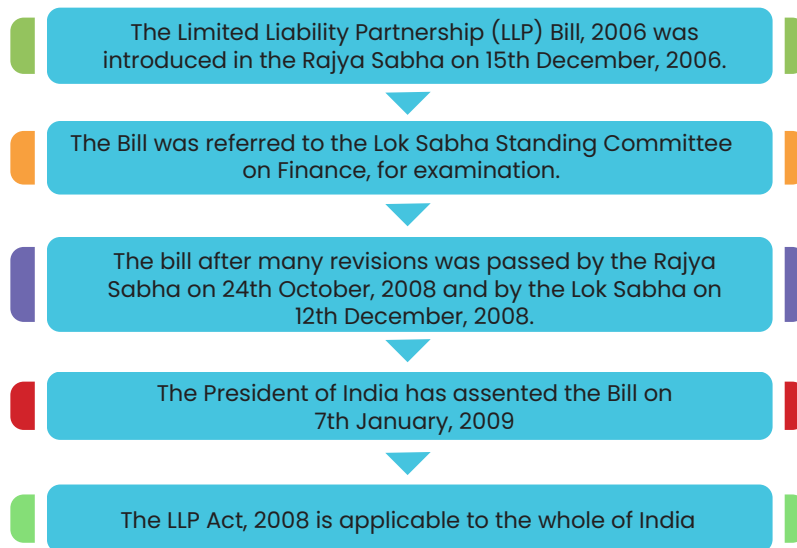 The Limited Liability Partnership (LLP) Bill, 2006 was
introduced in the Rajya Sabha on 15th December, 2006.
The Bill was referred to the Lok Sabha Standing Committee
on Finance, for examination.
The bill after many revisions was passed by the Rajya
Sabha on 24th October, 2008 and by the Lok Sabha on
12th December, 2008.
The President of India has assented the Bill on
7th January, 2009
The LLP Act, 2008 is applicable to the whole of India